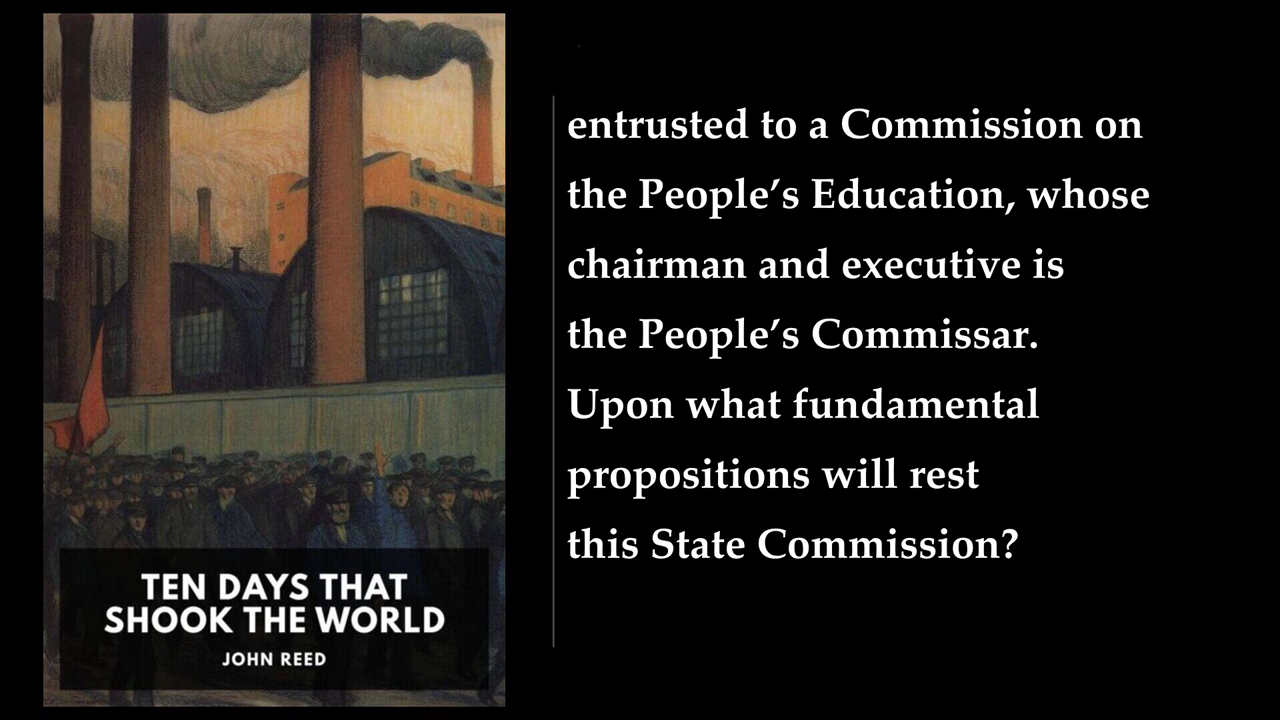 TEN DAYS THAT
SHOOK THE WORLD
JOHN REED
entrusted to a Commission on
the People’s Education, whose
chairman and executive is
the People’s Commissar.
Upon what fundamental
propositions will rest
this State Commission?